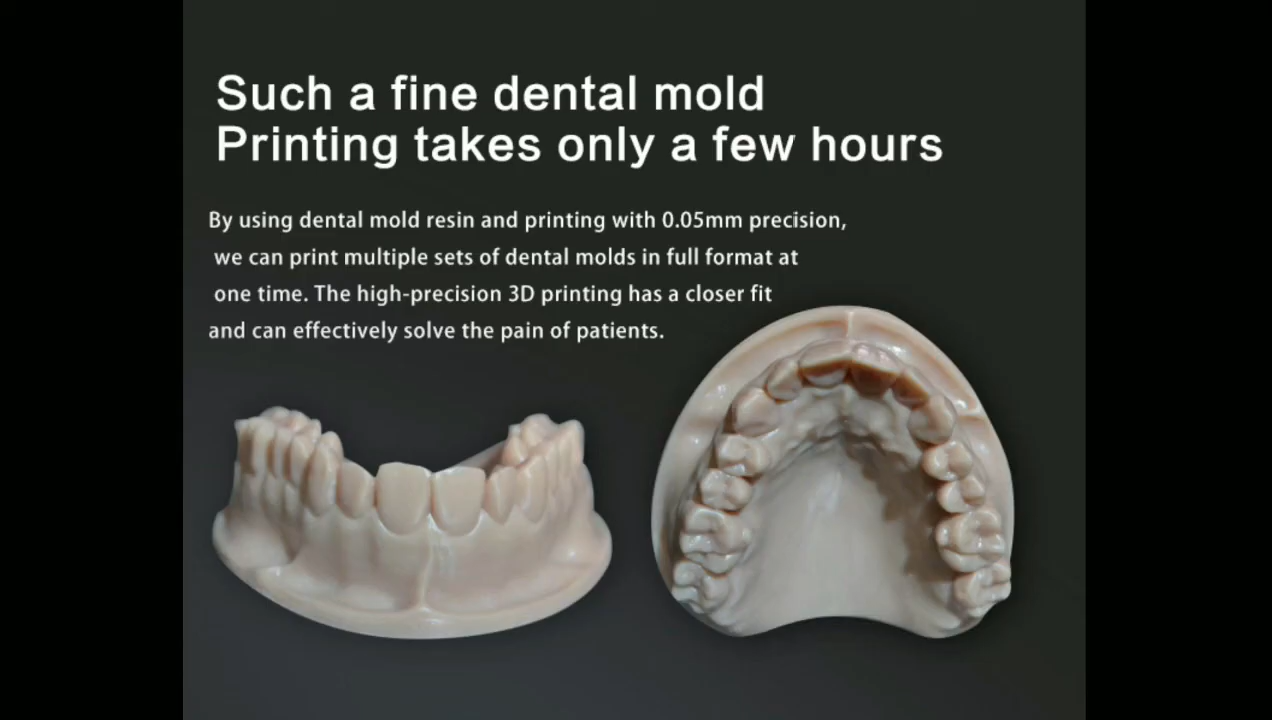 Such a fine dental mold
Printing takes only a few hours
By using dental mold resin and printing with 0.05mm precision,
we can print multiple sets of dental molds in full format at
one time. The high-precision 3D printing has a closer fit
and can effectively solve the pain of patients.